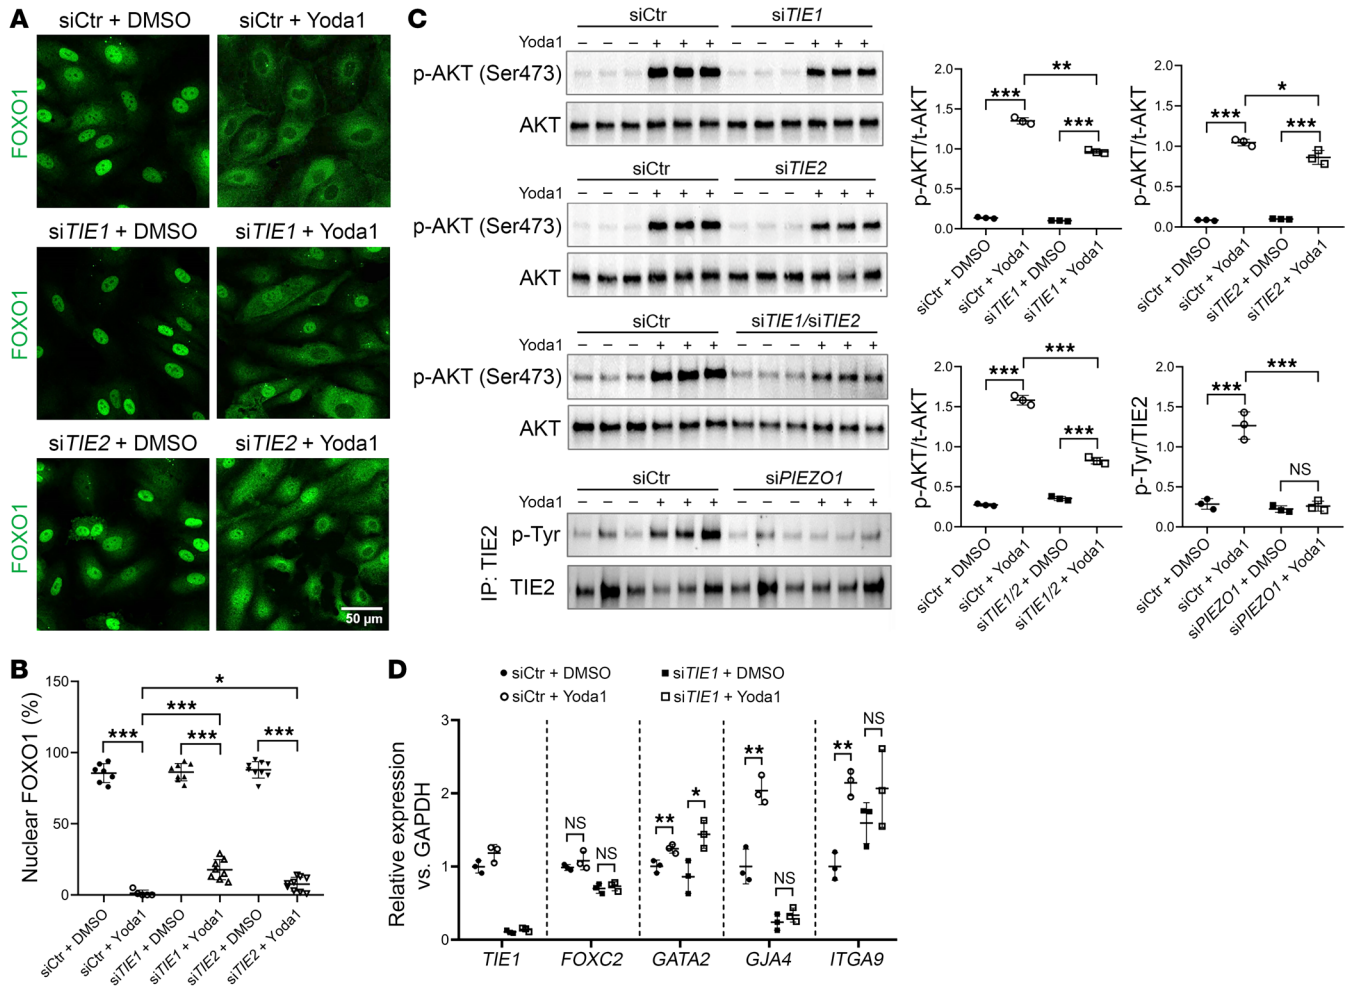 A
siCtr + DMSO
siCtr + Yoda1
FOXO1
siTIE1 + DMSO
siTIE1 + Yoda1
FOXO1
siTIE2 + DMSO
siTIE2 + Yoda1
FOXO1
50 µm
B
Nuclear FOXO1 (%)
150
100
50
0
*
***
***
***
***
siCtr + DMSO
siCtr + Yoda1
siTIE1 + DMSO
siTIE1 + Yoda1
siTIE2 + DMSO
siTIE2 + Yoda1
C
siCtr
siTIE1
Yoda1 − − − + + + − − − + + +
p-AKT (Ser473)
AKT
siCtr
siTIE2
Yoda1 − − − + + + − − − + + +
p-AKT (Ser473)
AKT
siCtr
siTIE1/siTIE2
Yoda1 − − − + + + − − − + + +
p-AKT (Ser473)
AKT
siCtr
siPIEZO1
Yoda1 − − − + + + − − − + + +
IP: TIE2
p-Tyr
TIE2
p-AKT/t-AKT
2.0
1.5
1.0
0.5
0.0
**
***
***
siCtr + DMSO
siCtr + Yoda1
siTIE1 + DMSO
siTIE1 + Yoda1
p-AKT/t-AKT
2.0
1.5
1.0
0.5
0.0
*
***
***
siCtr + DMSO
siCtr + Yoda1
siTIE2 + DMSO
siTIE2 + Yoda1
p-AKT/t-AKT
2.0
1.5
1.0
0.5
0.0
***
***
***
siCtr + DMSO
siCtr + Yoda1
siTIE1/2 + DMSO
siTIE1/2 + Yoda1
p-Tyr/TIE2
2.0
1.5
1.0
0.5
0.0
***
***
NS
siCtr + DMSO
siCtr + Yoda1
siPIEZO1 + DMSO
siPIEZO1 + Yoda1
D
siCtr + DMSO
siTIE1 + DMSO
siCtr + Yoda1
siTIE1 + Yoda1
Relative expression
vs. GAPDH
3
2
1
0
NS
NS
**
*
**
NS
**
NS
TIE1
FOXC2
GATA2
GJA4
ITGA9